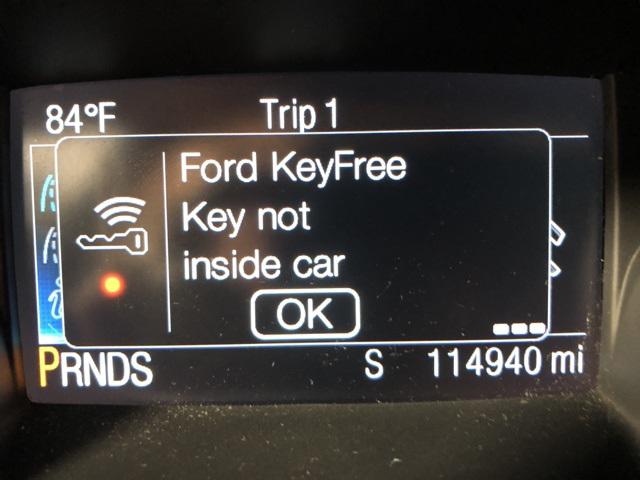 84°F Trip 1
Ford KeyFree
Key not
inside car
OK
PRNDS S 114940 mi